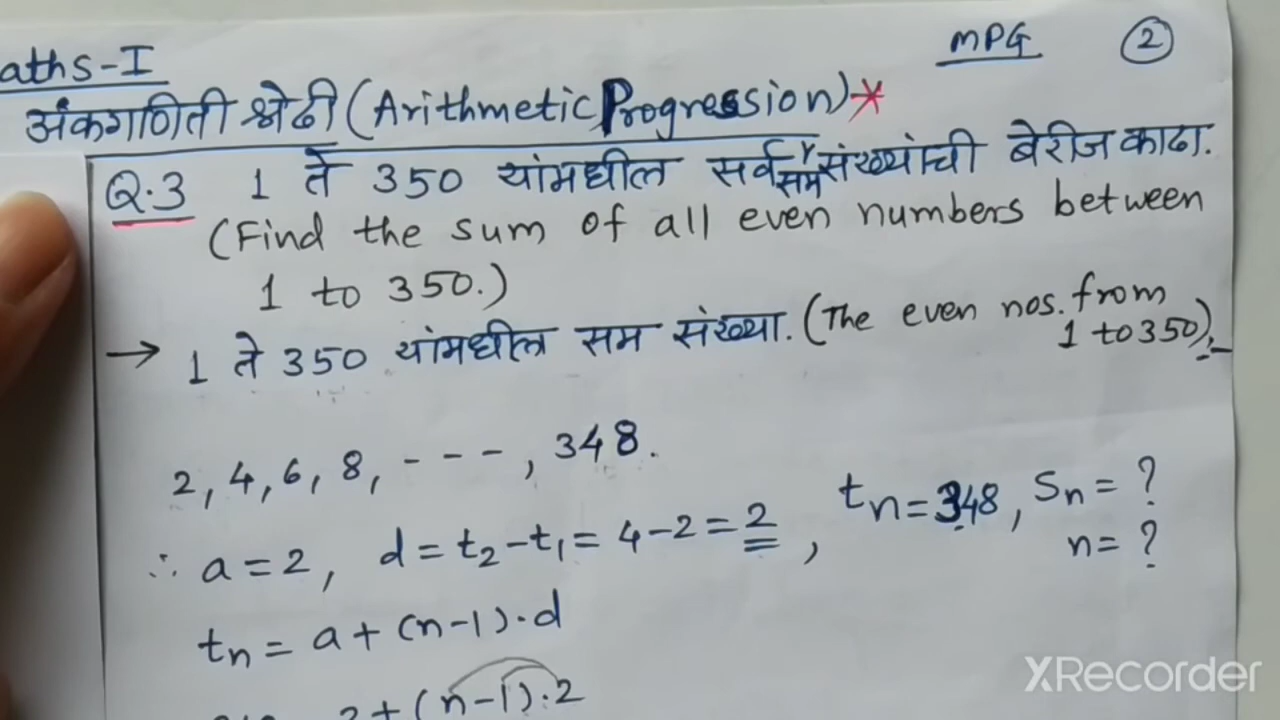 MPG 2
aths-I
अंकगणिती श्रेढी (Arithmetic Progression)*
Q.3 1 ते 350 यांमधील सर्व सम संख्यांची बेरीज काढा.
(Find the sum of all even numbers between
1 to 350.)
→ 1 ते 350 यांमधील सम संख्या. (The even nos. from
1 to 350),
2, 4, 6, 8, - - - , 348.
∴ a = 2, d = t₂ - t₁ = 4 - 2 = 2, tn = 348, Sn = ?
n = ?
tn = a + (n-1)·d
2 + (n-1)·2
XRecorder